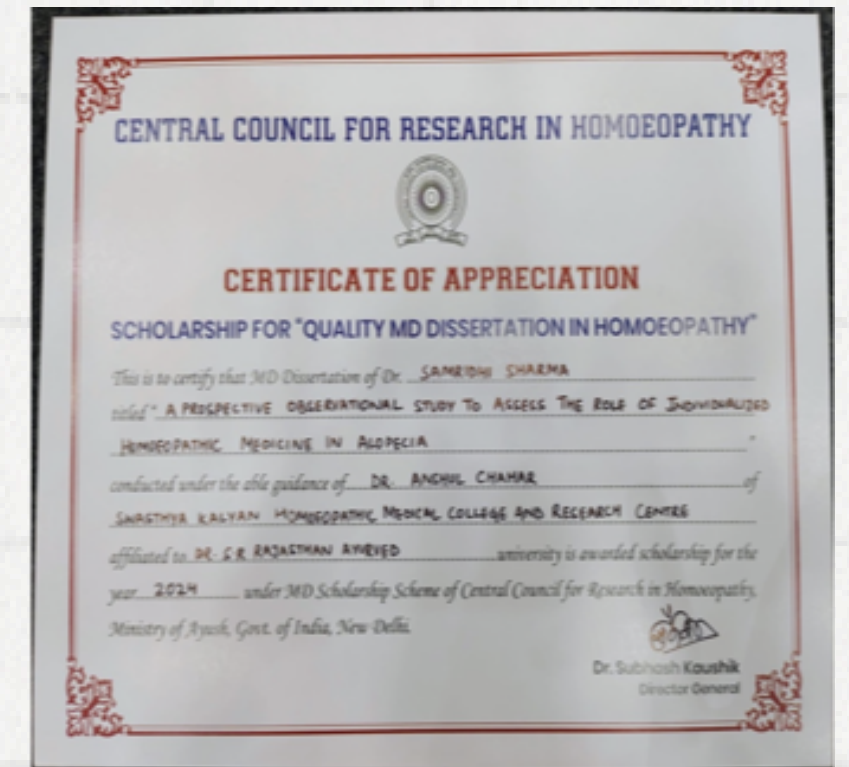 CENTRAL COUNCIL FOR RESEARCH IN HOMOEOPATHY
CERTIFICATE OF APPRECIATION
SCHOLARSHIP FOR "QUALITY MD DISSERTATION IN HOMOEOPATHY"
This is to certify that MD Dissertation of Dr. SAMRIDHI SHARMA
titled " A PROSPECTIVE OBSERVATIONAL STUDY TO ASSESS THE ROLE OF INDIVIDUALIZED
HOMOEOPATHIC MEDICINE IN ALOPECIA "
conducted under the able guidance of DR. ANCHUL CHAHAR of
SWASTHYA KALYAN HOMOEOPATHIC MEDICAL COLLEGE AND RESEARCH CENTRE
affiliated to DR. S.R RAJASTHAN AYURVED university is awarded scholarship for the
year 2024 under MD Scholarship Scheme of Central Council for Research in Homoeopathy,
Ministry of Ayush, Govt. of India, New Delhi.
Dr. Subhash Kaushik
Director General